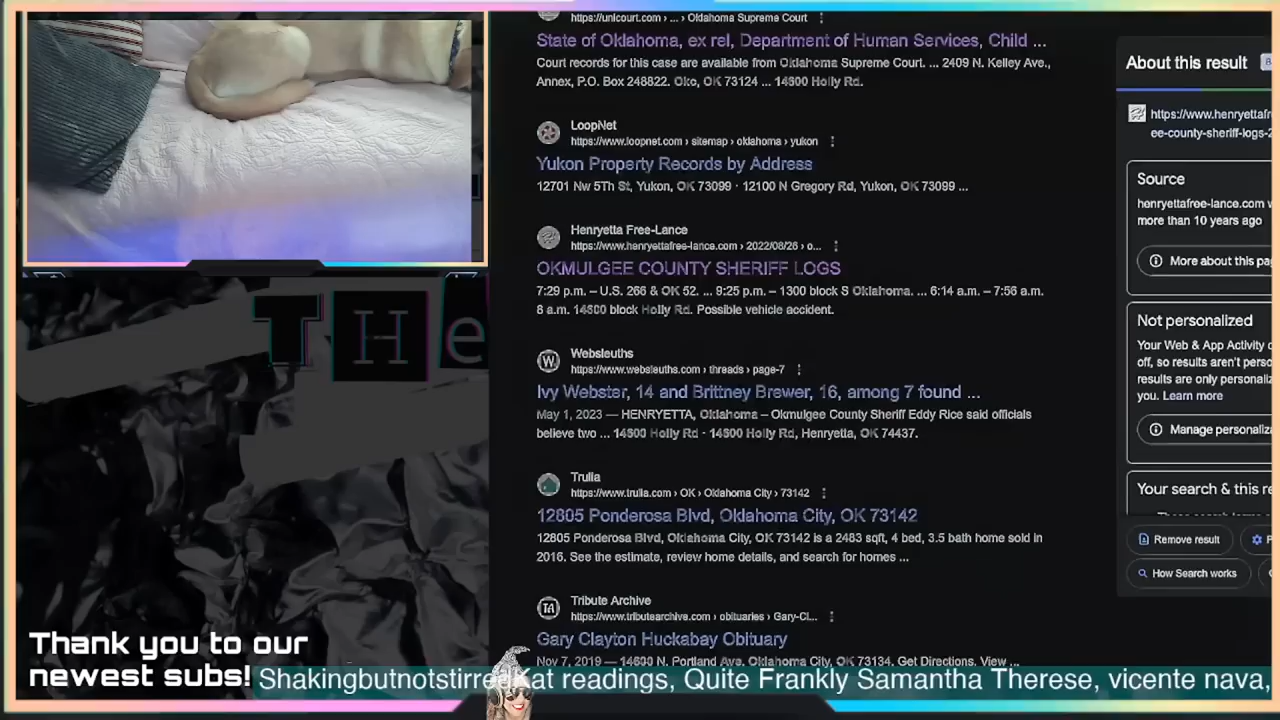 https://unicourt.com › ... › Oklahoma Supreme Court
State of Oklahoma, ex rel, Department of Human Services, Child ...
Court records for this case are available from Oklahoma Supreme Court. ... 2409 N. Kelley Ave.,
Annex, P.O. Box 248822. Oko, OK 73124 ... 14600 Holly Rd.
LoopNet
https://www.loopnet.com › sitemap › oklahoma › yukon
Yukon Property Records by Address
12701 Nw 5Th St, Yukon, OK 73099 · 12100 N Gregory Rd, Yukon, OK 73099 ...
Henryetta Free-Lance
https://www.henryettafree-lance.com › 2022/08/26 › o...
OKMULGEE COUNTY SHERIFF LOGS
7:29 p.m. – U.S. 266 & OK 52. ... 9:25 p.m. – 1300 block S Oklahoma. ... 6:14 a.m. – 7:56 a.m.
8 a.m. 14600 block Holly Rd. Possible vehicle accident.
W
Websleuths
https://www.websleuths.com › threads › page-7
Ivy Webster, 14 and Brittney Brewer, 16, among 7 found ...
May 1, 2023 — HENRYETTA, Oklahoma – Okmulgee County Sheriff Eddy Rice said officials
believe two ... 14600 Holly Rd - 14600 Holly Rd, Henryetta, OK 74437.
Trulia
https://www.trulia.com › OK › Oklahoma City › 73142
12805 Ponderosa Blvd, Oklahoma City, OK 73142
12805 Ponderosa Blvd, Oklahoma City, OK 73142 is a 2483 sqft, 4 bed, 3.5 bath home sold in
2016. See the estimate, review home details, and search for homes ...
TA
Tribute Archive
https://www.tributearchive.com › obituaries › Gary-Cl...
Gary Clayton Huckabay Obituary
Nov 7, 2019 — 14600 N. Portland Ave. Oklahoma City, OK 73134. Get Directions. View ...
About this result
https://www.henryettafr
ee-county-sheriff-logs-2
Source
henryettafree-lance.com w
more than 10 years ago
More about this pag
Not personalized
Your Web & App Activity c
off, so results aren't perso
results are only personaliz
you. Learn more
Manage personaliza
Your search & this re
Remove result
How Search works
THe
Thank you to our
newest subs!
ShakingbutnotstirredKat readings, Quite Frankly Samantha Therese, vicente nava,